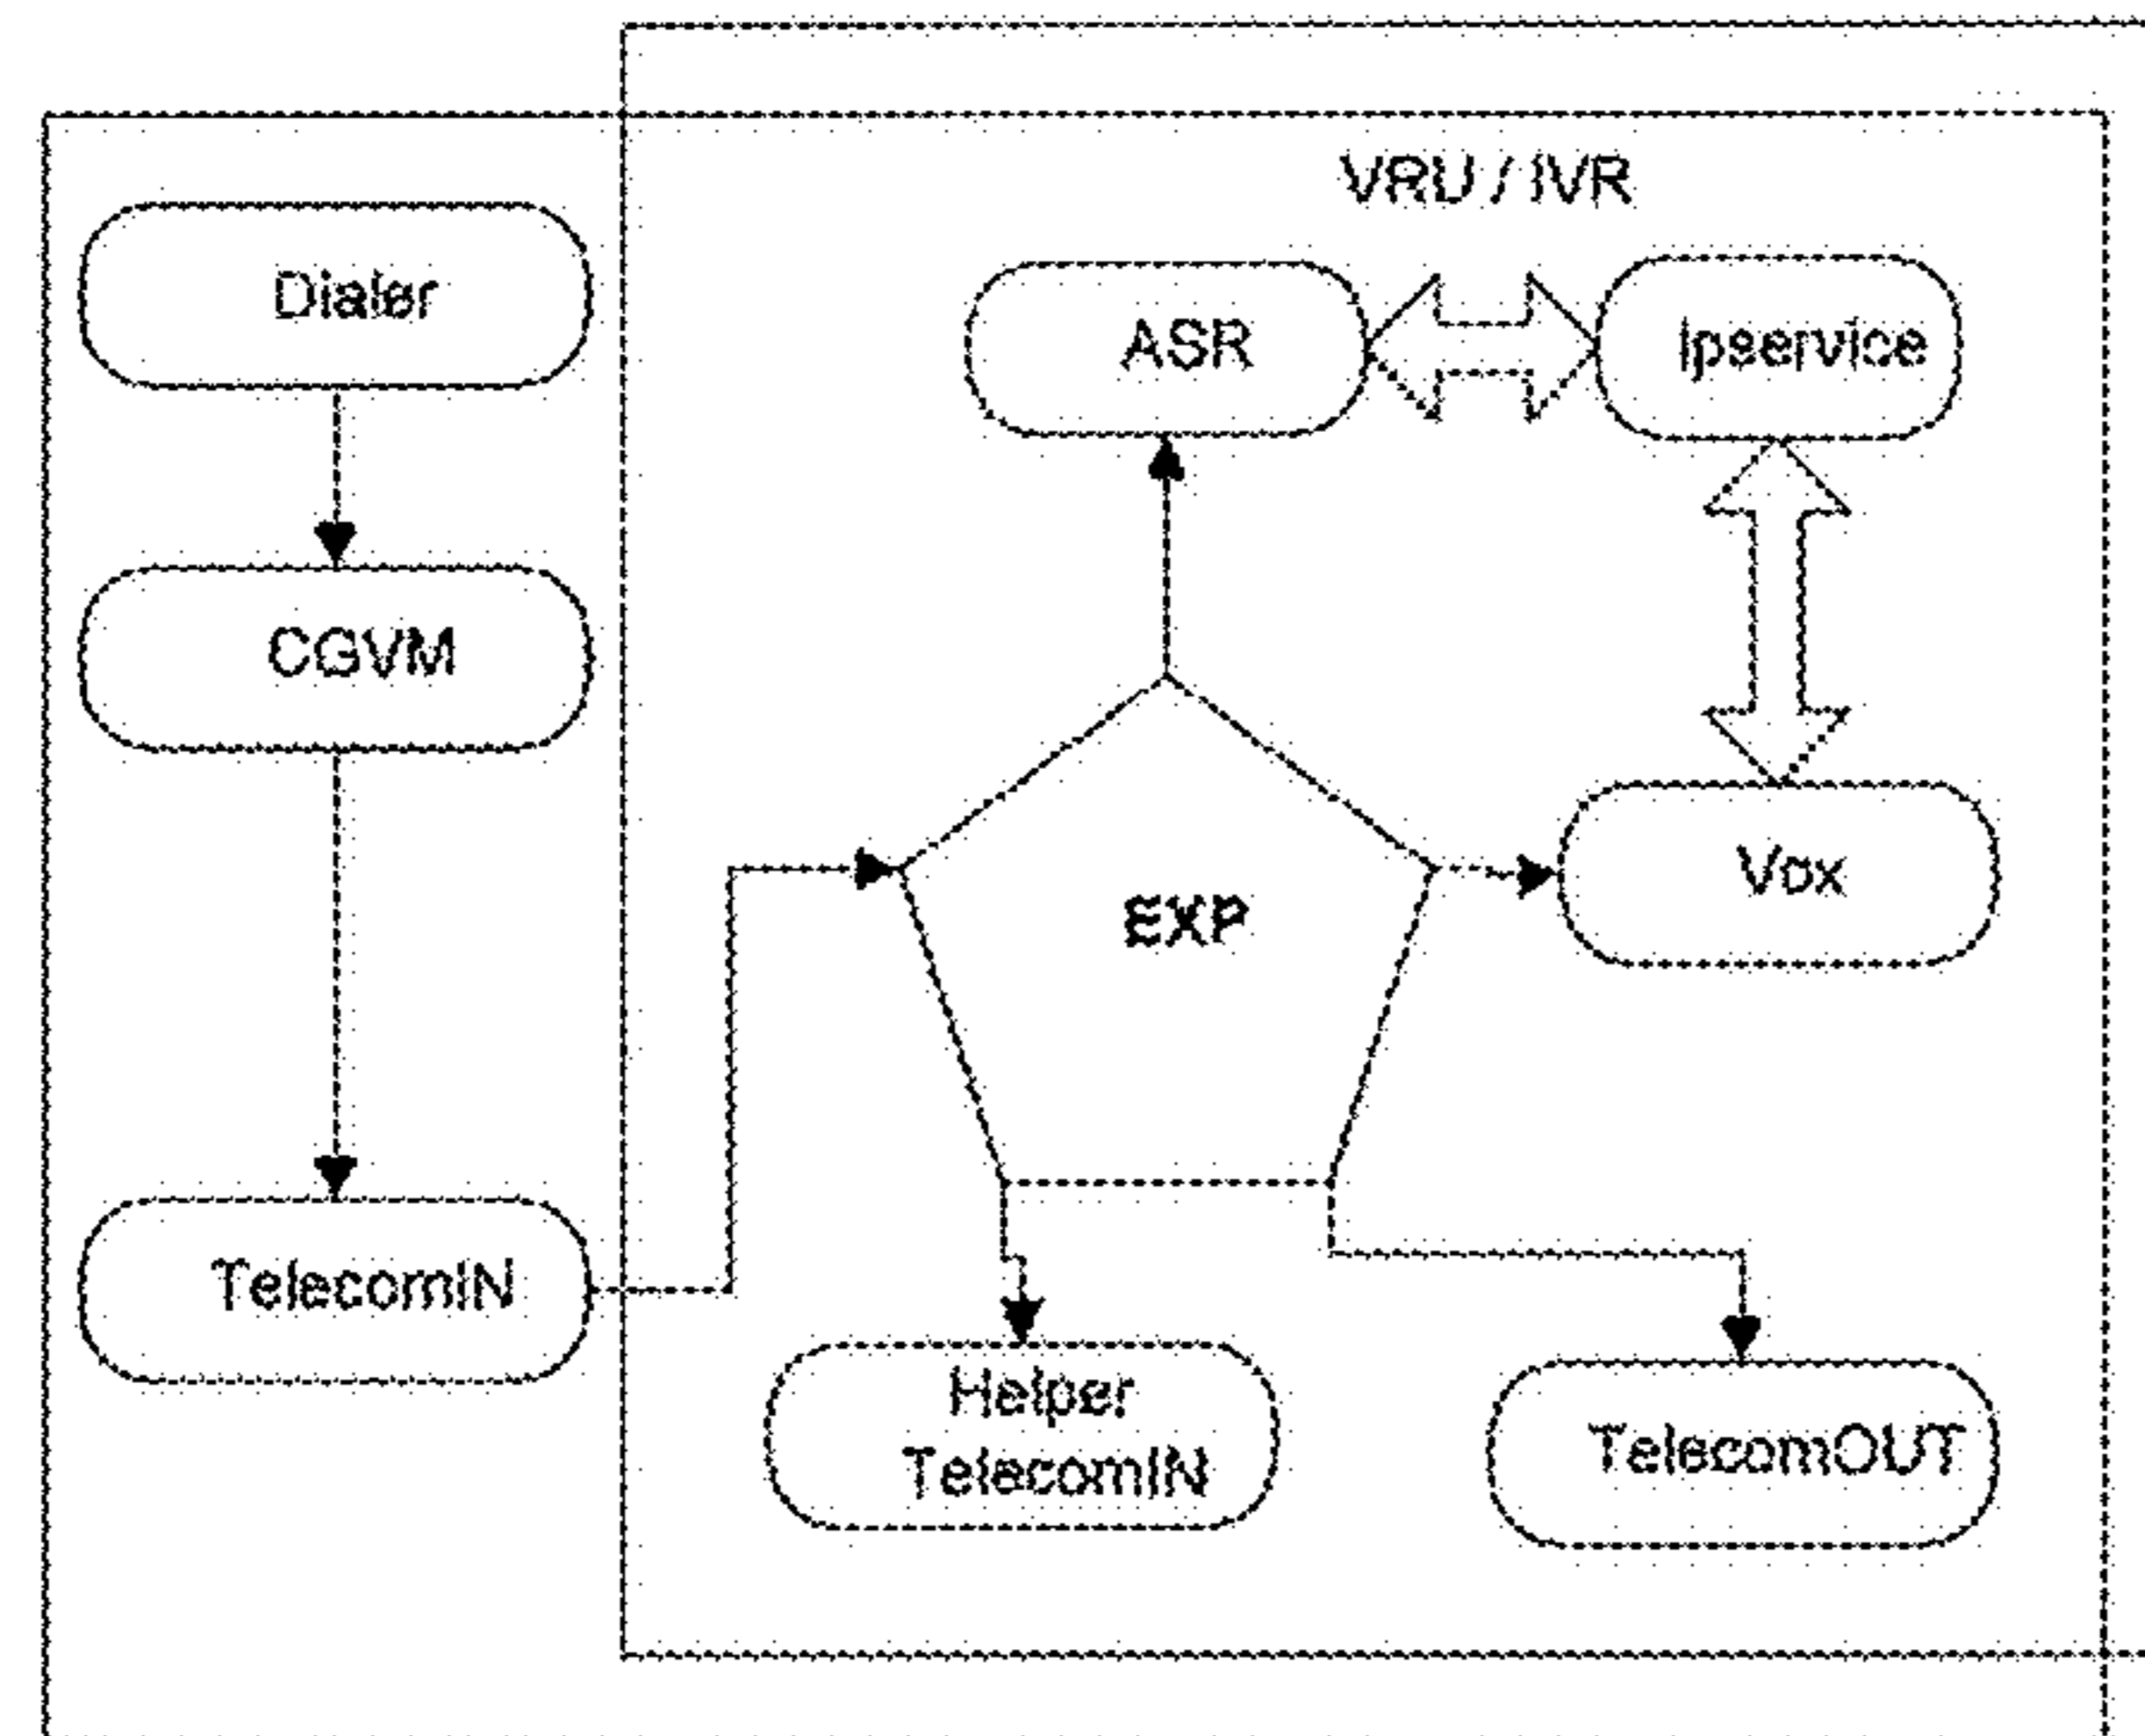 VRU / IVR
Dialer
ASR
Ipservice
CGVM
Vox
EXP
TelecomIN
Helper
TelecomIN
TelecomOUT